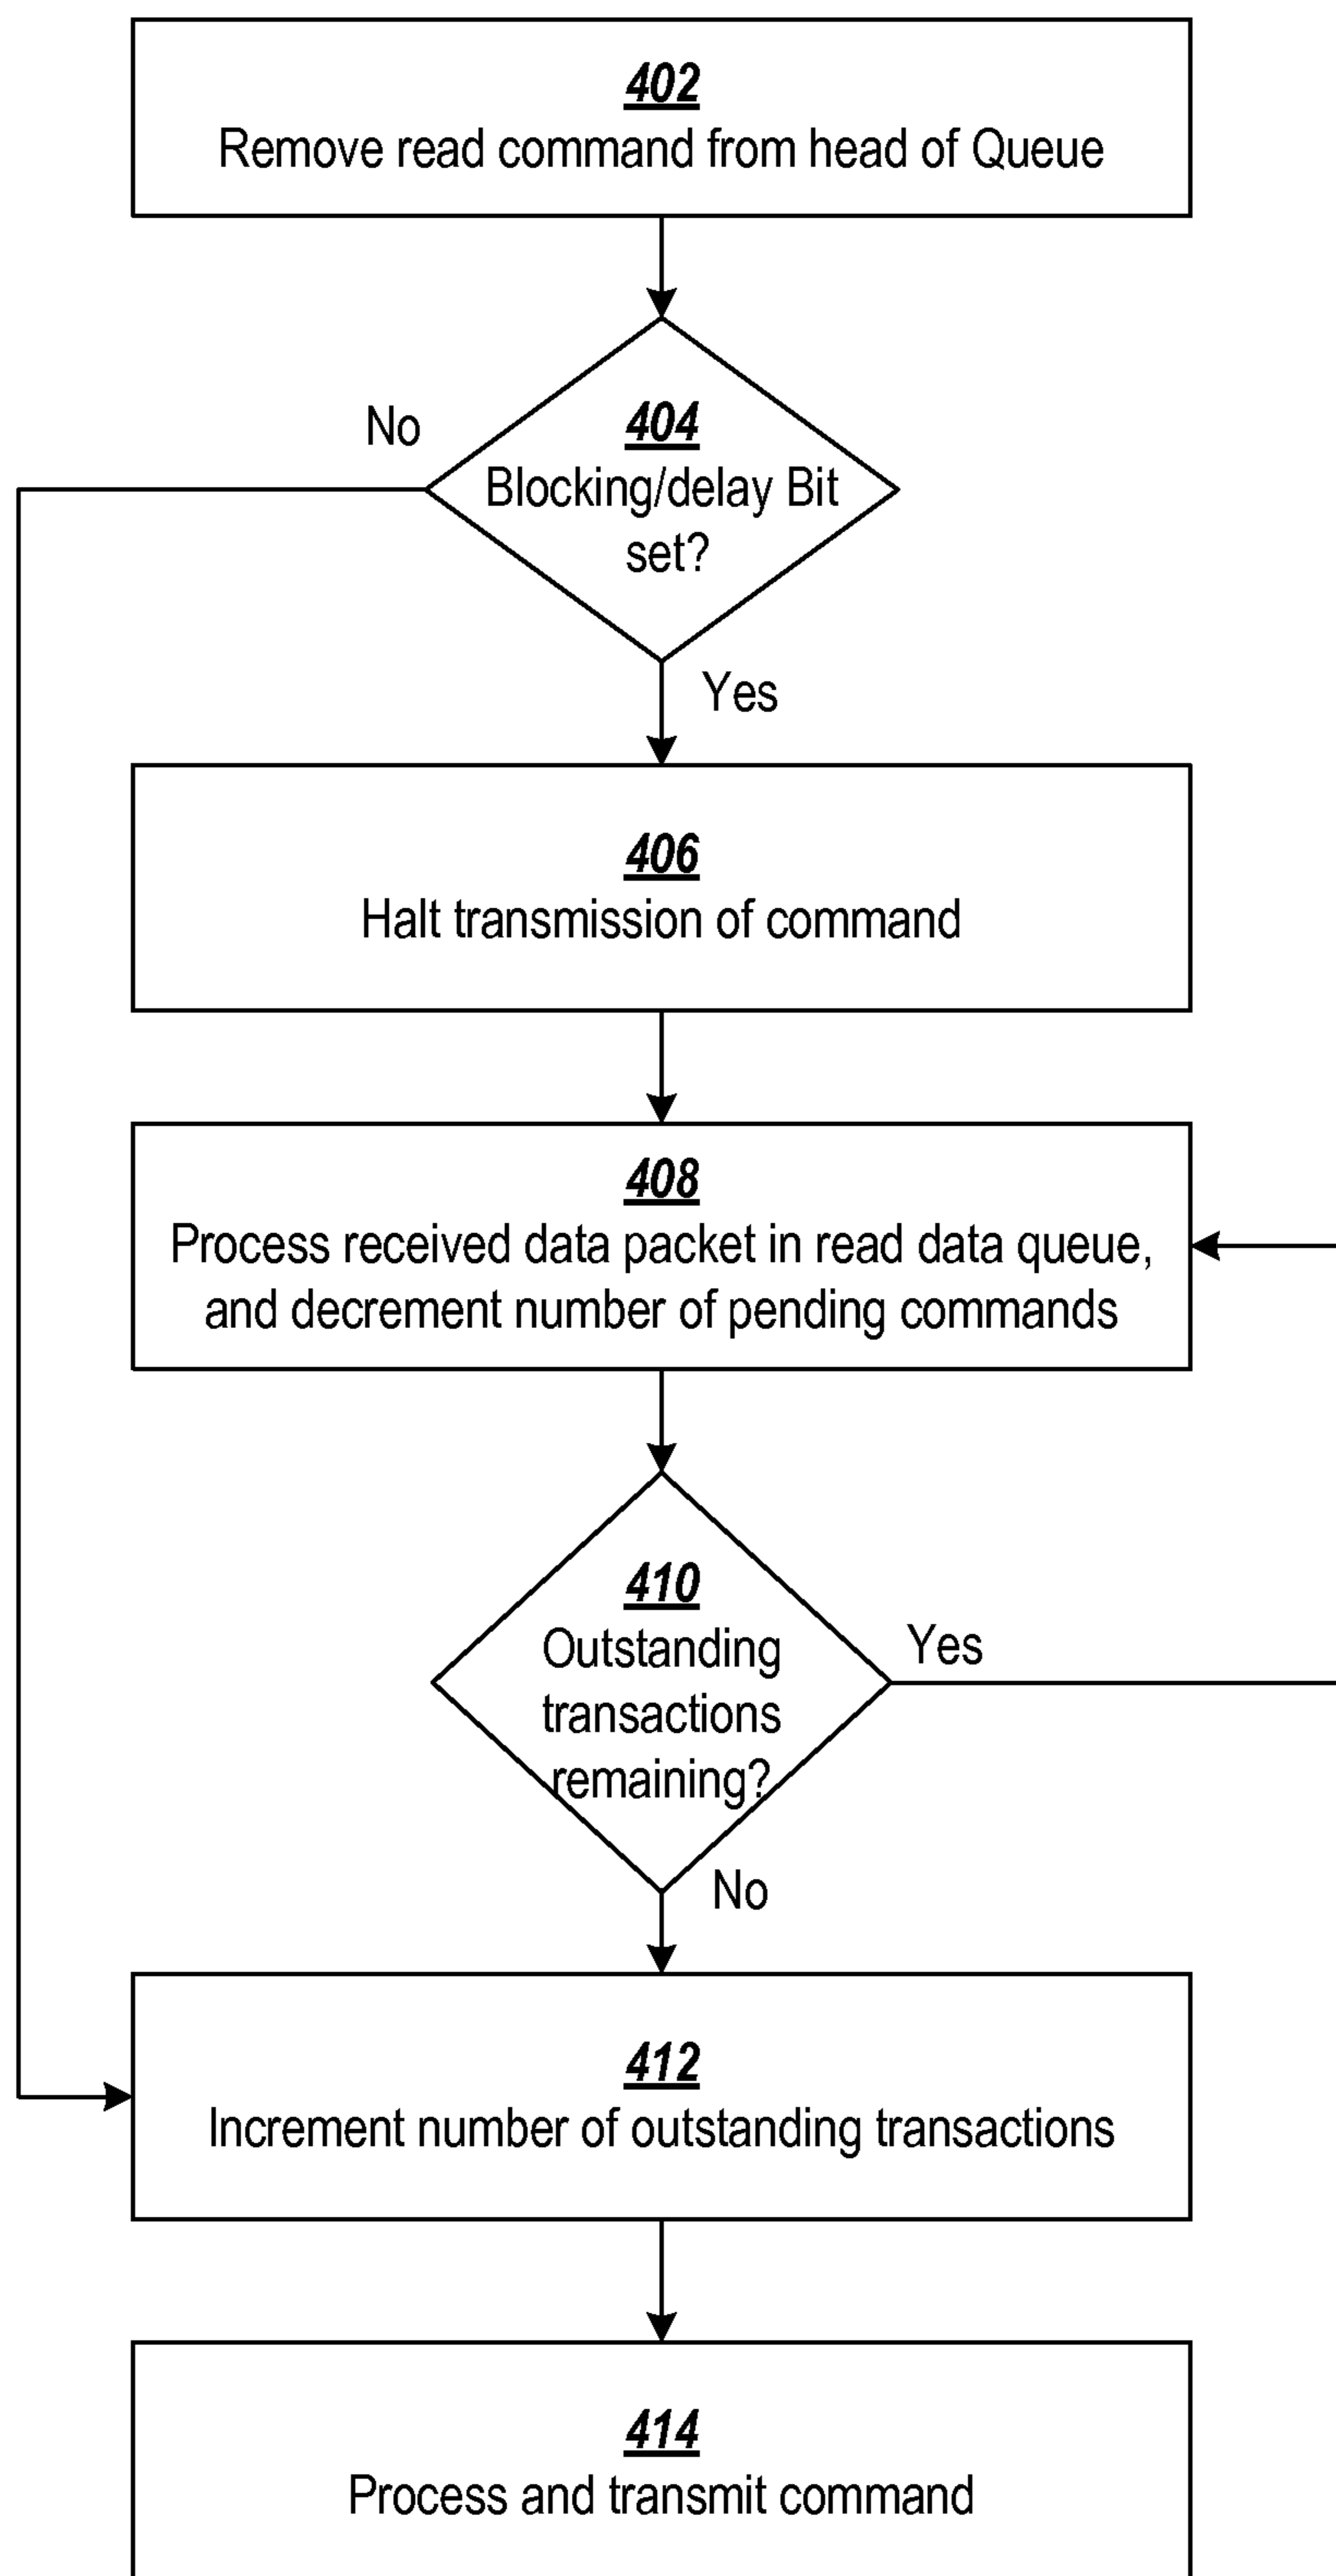 402
Remove read command from head of Queue
No
404
Blocking/delay Bit
set?
Yes
406
Halt transmission of command
408
Process received data packet in read data queue,
and decrement number of pending commands
410
Outstanding
transactions
remaining?
Yes
No
412
Increment number of outstanding transactions
414
Process and transmit command